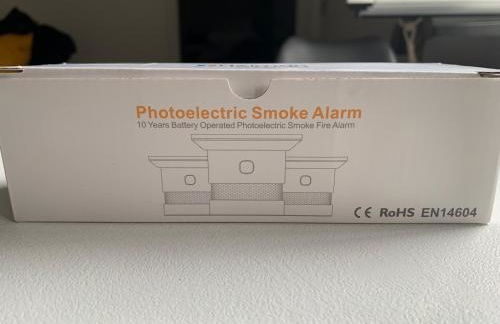 Photoelectric Smoke Alarm
10 Years Battery Operated Photoelectric Smoke Fire Alarm
CE RoHS EN14604